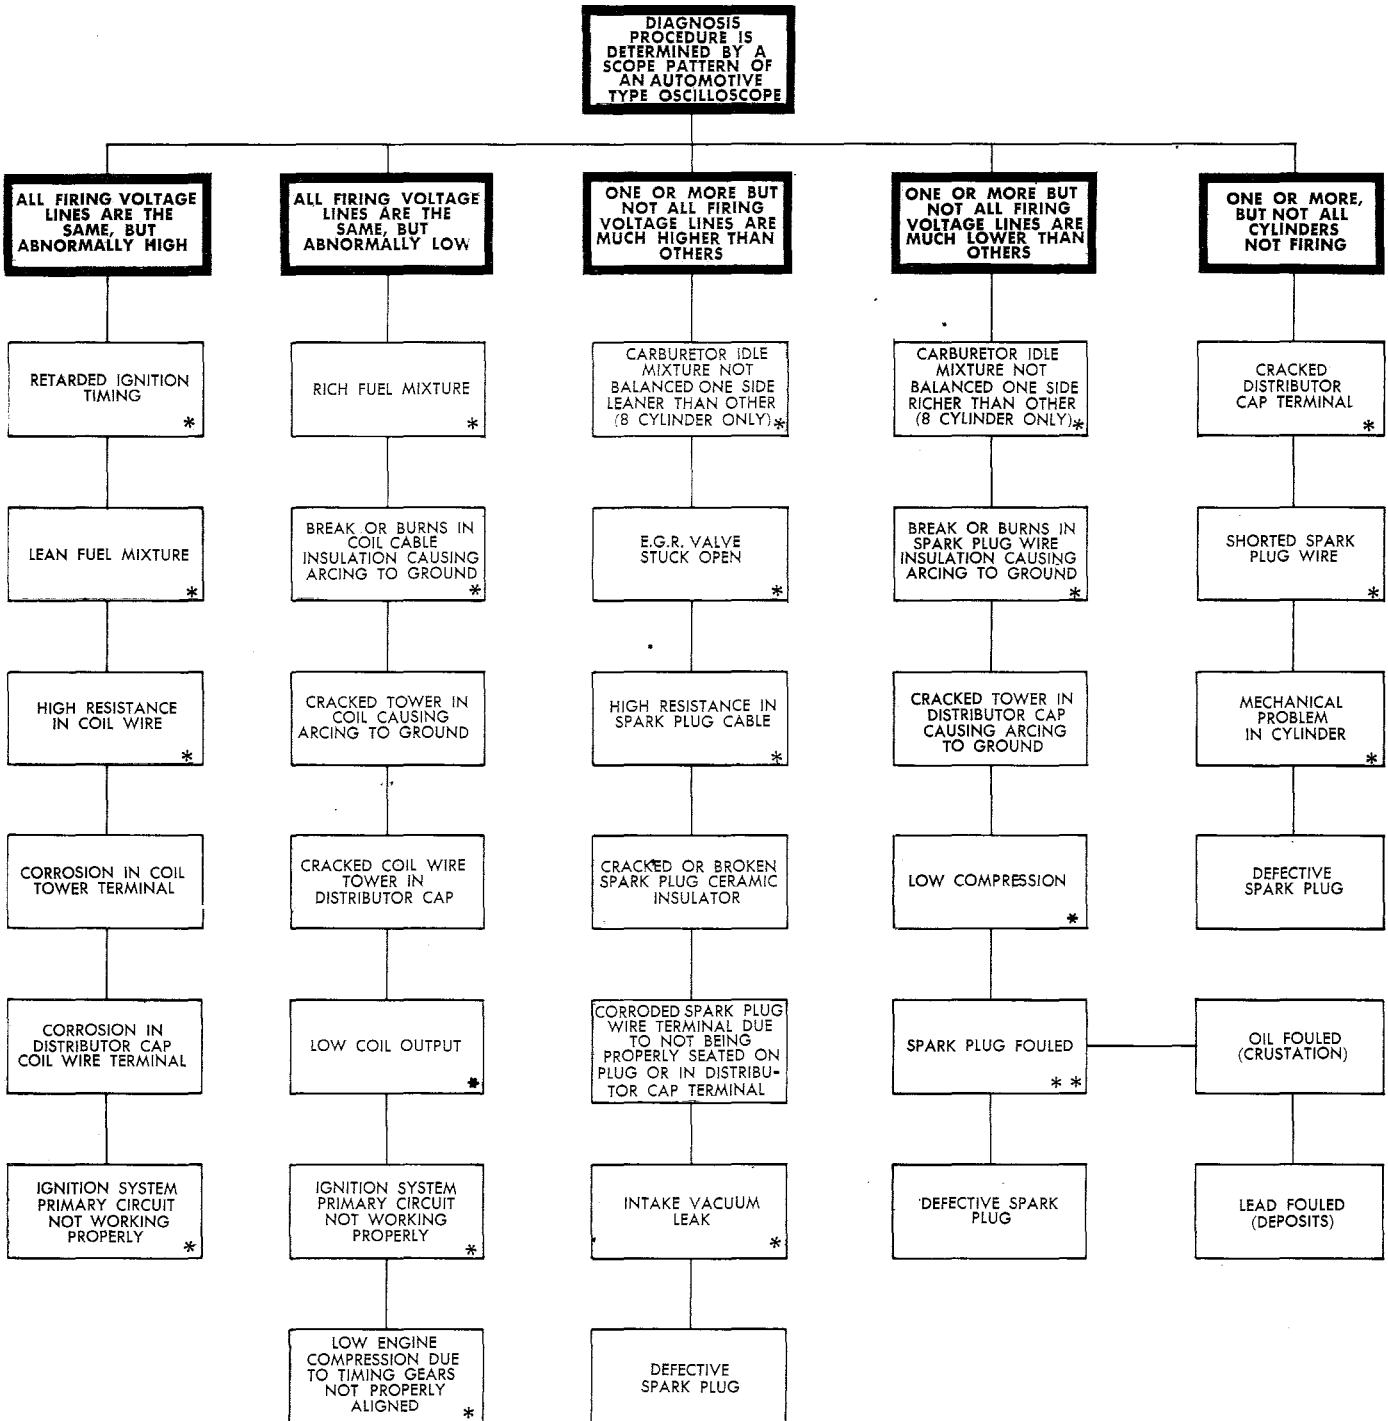 DIAGNOSIS
PROCEDURE IS
DETERMINED BY A
SCOPE PATTERN OF
AN AUTOMOTIVE
TYPE OSCILLOSCOPE
ALL FIRING VOLTAGE
LINES ARE THE
SAME, BUT
ABNORMALLY HIGH
RETARDED IGNITION
TIMING
*
LEAN FUEL MIXTURE
*
HIGH RESISTANCE
IN COIL WIRE
*
CORROSION IN COIL
TOWER TERMINAL
CORROSION IN
DISTRIBUTOR CAP
COIL WIRE TERMINAL
IGNITION SYSTEM
PRIMARY CIRCUIT
NOT WORKING
PROPERLY
*
ALL FIRING VOLTAGE
LINES ARE THE
SAME, BUT
ABNORMALLY LOW
RICH FUEL MIXTURE
*
BREAK OR BURNS IN
COIL CABLE
INSULATION CAUSING
ARCING TO GROUND
*
CRACKED TOWER IN
COIL CAUSING
ARCING TO GROUND
CRACKED COIL WIRE
TOWER IN
DISTRIBUTOR CAP
LOW COIL OUTPUT
*
IGNITION SYSTEM
PRIMARY CIRCUIT
NOT WORKING
PROPERLY
*
LOW ENGINE
COMPRESSION DUE
TO TIMING GEARS
NOT PROPERLY
ALIGNED
*
ONE OR MORE BUT
NOT ALL FIRING
VOLTAGE LINES ARE
MUCH HIGHER THAN
OTHERS
CARBURETOR IDLE
MIXTURE NOT
BALANCED ONE SIDE
LEANER THAN OTHER
(8 CYLINDER ONLY)*
E.G.R. VALVE
STUCK OPEN
*
HIGH RESISTANCE IN
SPARK PLUG CABLE
*
CRACKED OR BROKEN
SPARK PLUG CERAMIC
INSULATOR
CORRODED SPARK PLUG
WIRE TERMINAL DUE
TO NOT BEING
PROPERLY SEATED ON
PLUG OR IN DISTRIBU-
TOR CAP TERMINAL
INTAKE VACUUM
LEAK
*
DEFECTIVE
SPARK PLUG
ONE OR MORE BUT
NOT ALL FIRING
VOLTAGE LINES ARE
MUCH LOWER THAN
OTHERS
CARBURETOR IDLE
MIXTURE NOT
BALANCED ONE SIDE
RICHER THAN OTHER
(8 CYLINDER ONLY)*
BREAK OR BURNS IN
SPARK PLUG WIRE
INSULATION CAUSING
ARCING TO GROUND
*
CRACKED TOWER IN
DISTRIBUTOR CAP
CAUSING ARCING
TO GROUND
LOW COMPRESSION
*
SPARK PLUG FOULED
* *
DEFECTIVE SPARK
PLUG
ONE OR MORE,
BUT NOT ALL
CYLINDERS
NOT FIRING
CRACKED
DISTRIBUTOR
CAP TERMINAL
*
SHORTED SPARK
PLUG WIRE
*
MECHANICAL
PROBLEM
IN CYLINDER
*
DEFECTIVE
SPARK PLUG
OIL FOULED
(CRUSTATION)
LEAD FOULED
(DEPOSITS)